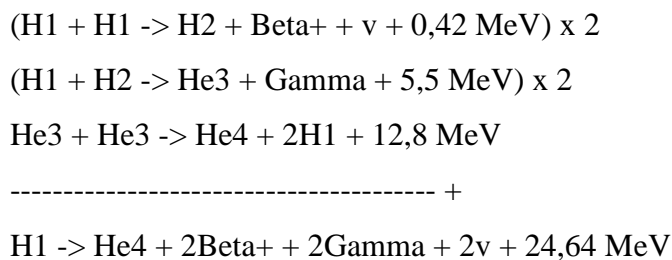 (H1 + H1 -> H2 + Beta+ + v + 0,42 MeV) x 2
(H1 + H2 -> He3 + Gamma + 5,5 MeV) x 2
He3 + He3 -> He4 + 2H1 + 12,8 MeV
---------------------------------------- +
H1 -> He4 + 2Beta+ + 2Gamma + 2v + 24,64 MeV